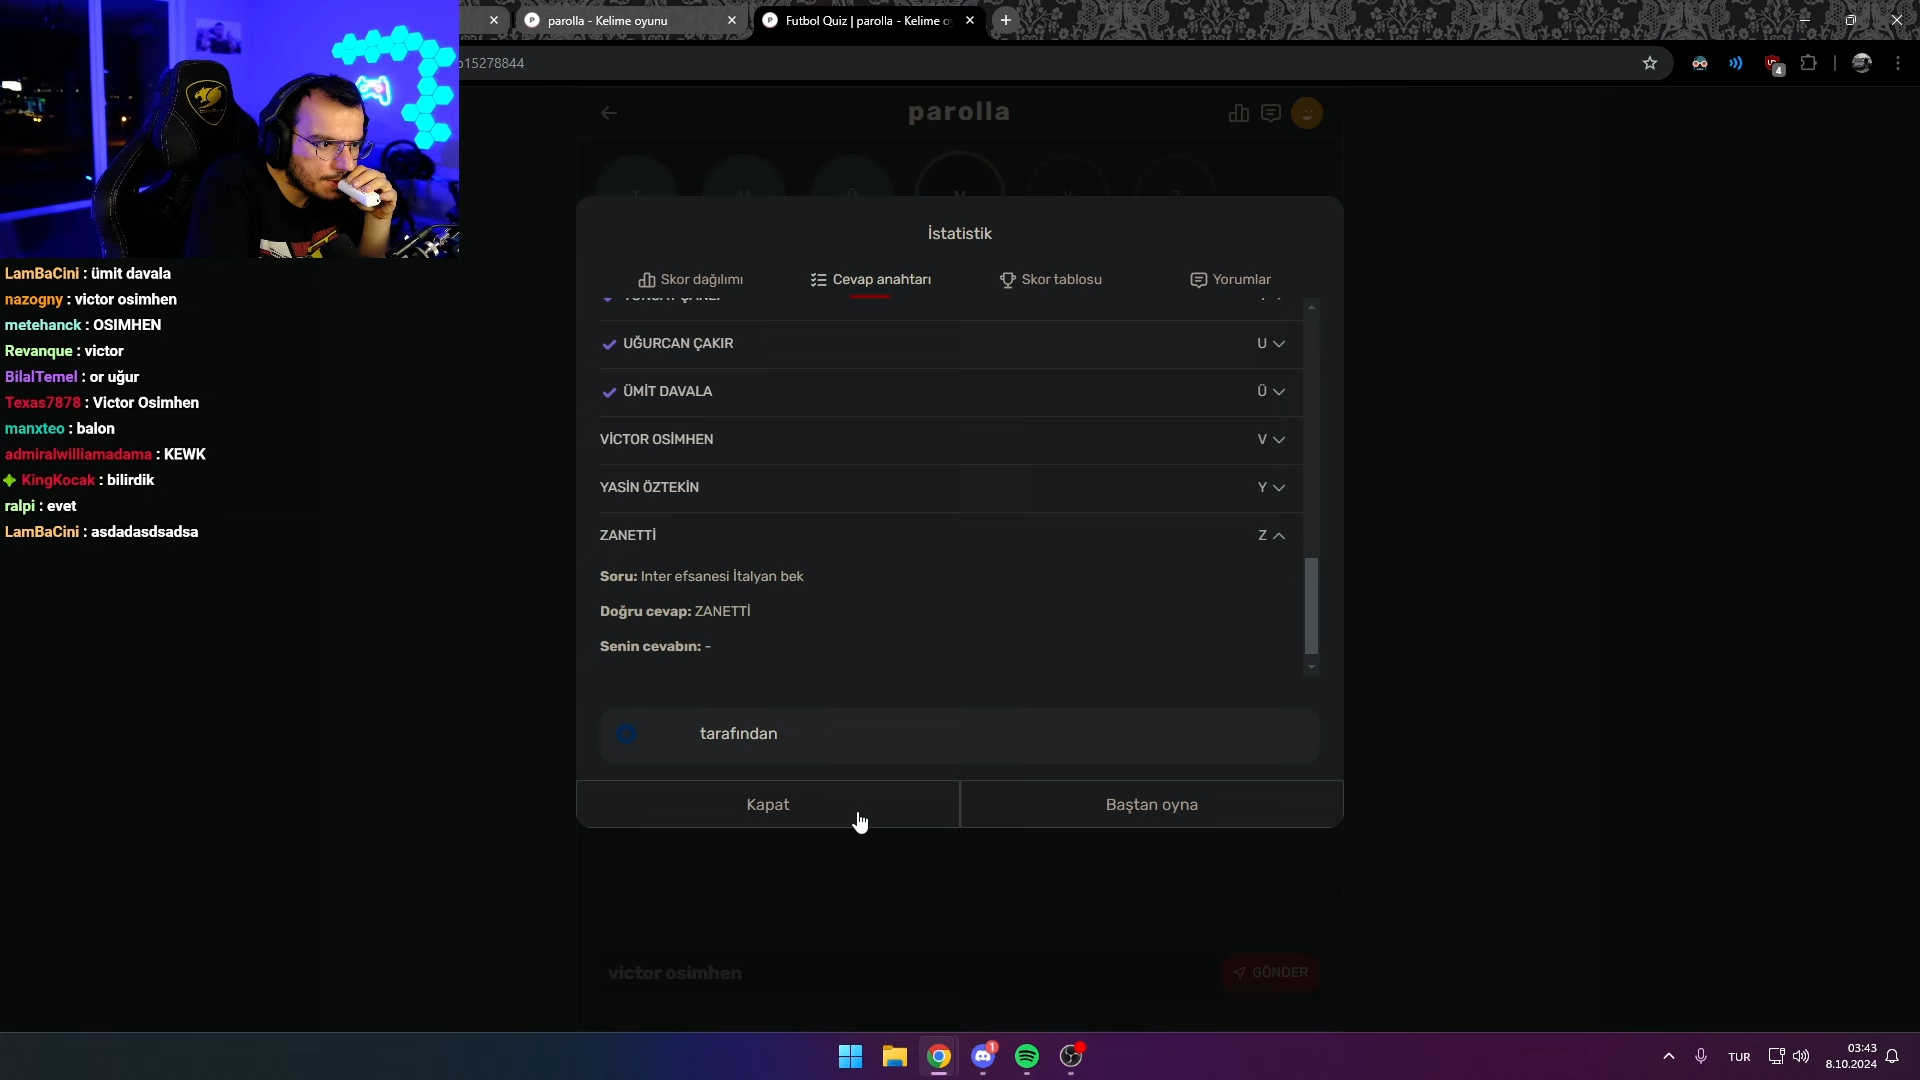 parolla - Kelime oyunu
Futbol Quiz | parolla - Kelime o
15278844
4
parolla
İstatistik
Skor dağılımı
Cevap anahtarı
Skor tablosu
Yorumlar
UĞURCAN ÇAKIR U
ÜMİT DAVALA Ü
VİCTOR OSİMHEN V
YASİN ÖZTEKİN Y
ZANETTİ Z
Soru: Inter efsanesi İtalyan bek
Doğru cevap: ZANETTİ
Senin cevabın: -
tarafından
Kapat
Baştan oyna
victor osimhen
GÖNDER
LamBaCini : ümit davala
nazogny : victor osimhen
metehanck : OSIMHEN
Revanque : victor
BilalTemel : or uğur
Texas7878 : Victor Osimhen
manxteo : balon
admiralwilliamadama : KEWK
KingKocak : bilirdik
ralpi : evet
LamBaCini : asdadasdsadsa
1
TUR
03:43
8.10.2024